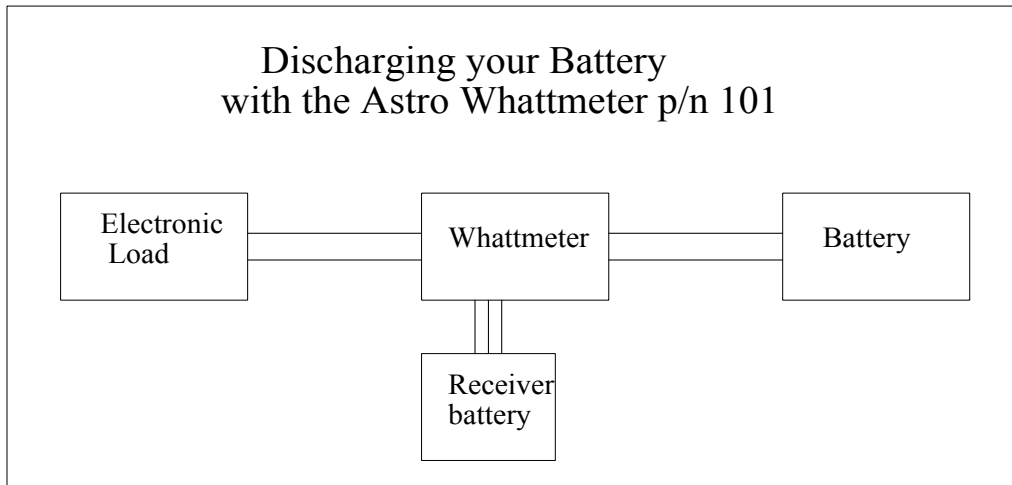 Discharging your Battery
with the Astro Whattmeter p/n 101
Electronic
Load
Whattmeter
Battery
Receiver
battery